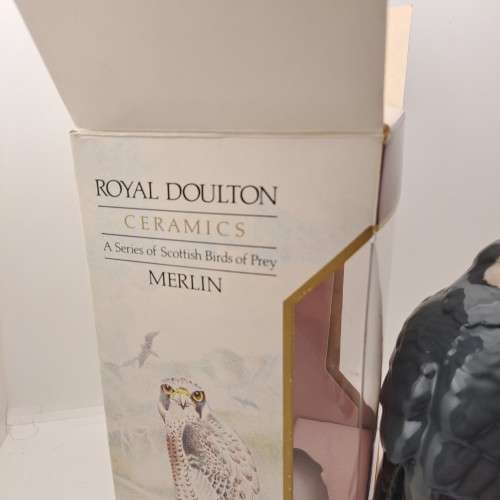 ROYAL DOULTON
CERAMICS
A Series of Scottish Birds of Prey
MERLIN